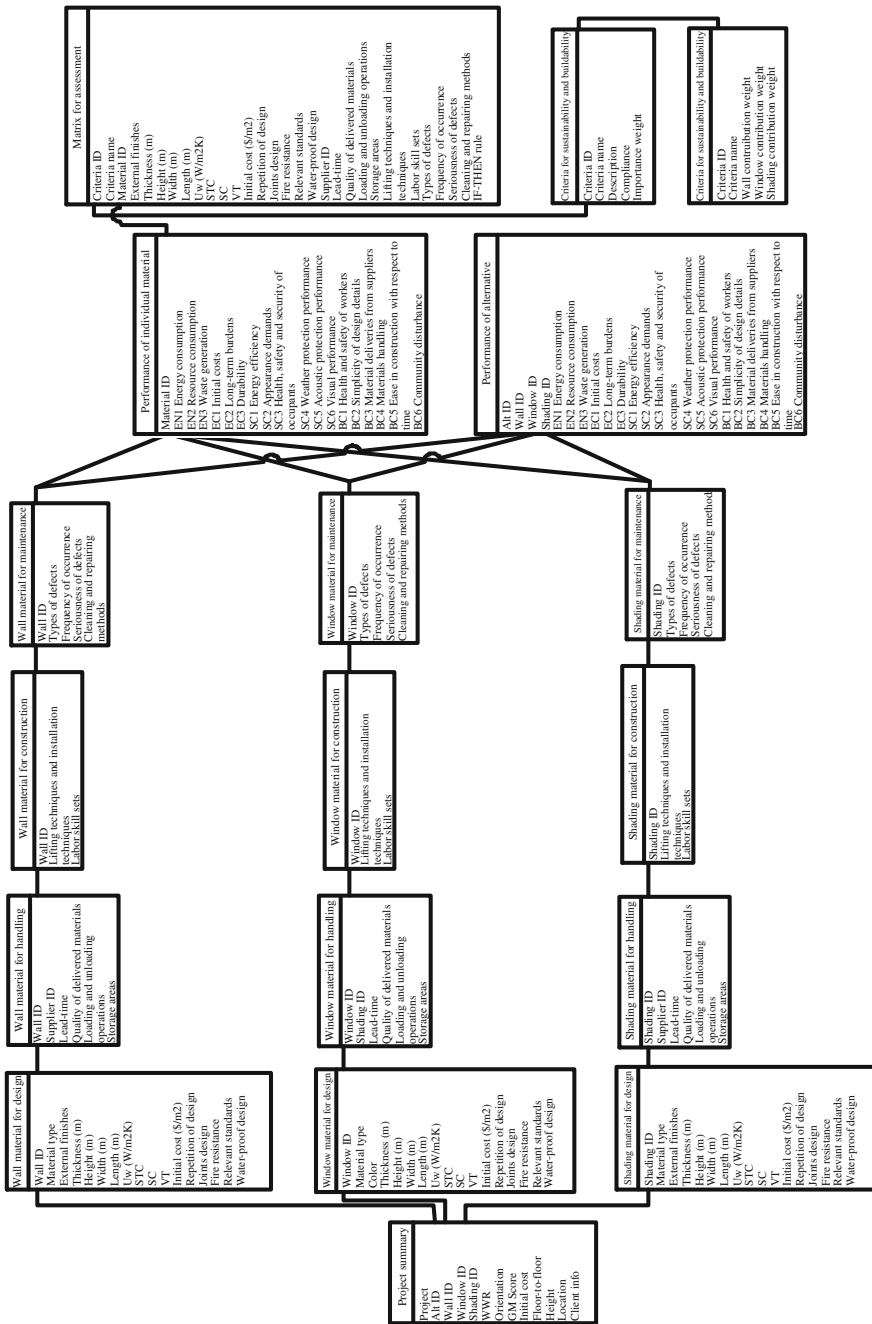 Project summary
Project
Alt ID
Wall ID
Window ID
Shading ID
WWR
Orientation
GM Score
Initial cost
Floor-to-floor
Height
Location
Client info
Wall material for design
Wall ID
Material type
External finishes
Thickness (m)
Height (m)
Width (m)
Length (m)
Uw (W/m2K)
STC
SC
VT
Initial cost ($/m2)
Repetition of design
Joints design
Fire resistance
Relevant standards
Water-proof design
Window material for design
Window ID
Material type
Color
Thickness (m)
Height (m)
Width (m)
Length (m)
Uw (W/m2K)
STC
SC
VT
Initial cost ($/m2)
Repetition of design
Joints design
Fire resistance
Relevant standards
Water-proof design
Shading material for design
Shading ID
Material type
External finishes
Thickness (m)
Height (m)
Width (m)
Length (m)
Uw (W/m2K)
STC
SC
VT
Initial cost ($/m2)
Repetition of design
Joints design
Fire resistance
Relevant standards
Water-proof design
Wall material for handling
Wall ID
Supplier ID
Lead-time
Quality of delivered materials
Loading and unloading
operations
Storage areas
Window material for handling
Window ID
Shading ID
Lead-time
Quality of delivered materials
Loading and unloading
operations
Storage areas
Shading material for handling
Shading ID
Supplier ID
Lead-time
Quality of delivered materials
Loading and unloading
operations
Storage areas
Wall material for construction
Wall ID
Lifting techniques and installation
techniques
Labor skill sets
Window material for construction
Window ID
Lifting techniques and installation
techniques
Labor skill sets
Shading material for construction
Shading ID
Lifting techniques and installation
techniques
Labor skill sets
Wall material for maintenance
Wall ID
Types of defects
Frequency of occurrence
Seriousness of defects
Cleaning and repairing
methods
Window material for maintenance
Window ID
Types of defects
Frequency of occurrence
Seriousness of defects
Cleaning and repairing methods
Shading material for maintenance
Shading ID
Types of defects
Frequency of occurrence
Seriousness of defects
Cleaning and repairing methods
Performance of individual material
Material ID
EN1 Energy consumption
EN2 Resource consumption
EN3 Waste generation
EC1 Initial costs
EC2 Long-term burdens
EC3 Durability
SC1 Energy efficiency
SC2 Appearance demands
SC3 Health, safety and security of
occupants
SC4 Weather protection performance
SC5 Acoustic protection performance
SC6 Visual performance
BC1 Health and safety of workers
BC2 Simplicity of design details
BC3 Material deliveries from suppliers
BC4 Materials handling
BC5 Ease in construction with respect to
time
BC6 Community disturbance
Performance of alternative
Alt ID
Wall ID
Window ID
Shading ID
EN1 Energy consumption
EN2 Resource consumption
EN3 Waste generation
EC1 Initial costs
EC2 Long-term burdens
EC3 Durability
SC1 Energy efficiency
SC2 Appearance demands
SC3 Health, safety and security of
occupants
SC4 Weather protection performance
SC5 Acoustic protection performance
SC6 Visual performance
BC1 Health and safety of workers
BC2 Simplicity of design details
BC3 Material deliveries from suppliers
BC4 Materials handling
BC5 Ease in construction with respect to
time
BC6 Community disturbance
Matrix for assessment
Criteria ID
Criteria name
Material ID
External finishes
Thickness (m)
Height (m)
Width (m)
Length (m)
Uw (W/m2K)
STC
SC
VT
Initial cost ($/m2)
Repetition of design
Joints design
Fire resistance
Relevant standards
Water-proof design
Supplier ID
Lead-time
Quality of delivered materials
Loading and unloading operations
Storage areas
Lifting techniques and installation
techniques
Labor skill sets
Types of defects
Frequency of occurrence
Seriousness of defects
Cleaning and repairing methods
IF-THEN rule
Criteria for sustainability and buildability
Criteria ID
Criteria name
Description
Compliance
Importance weight
Criteria for sustainability and buildability
Criteria ID
Criteria name
Wall contruibution weight
Window contribution weight
Shading contribution weight